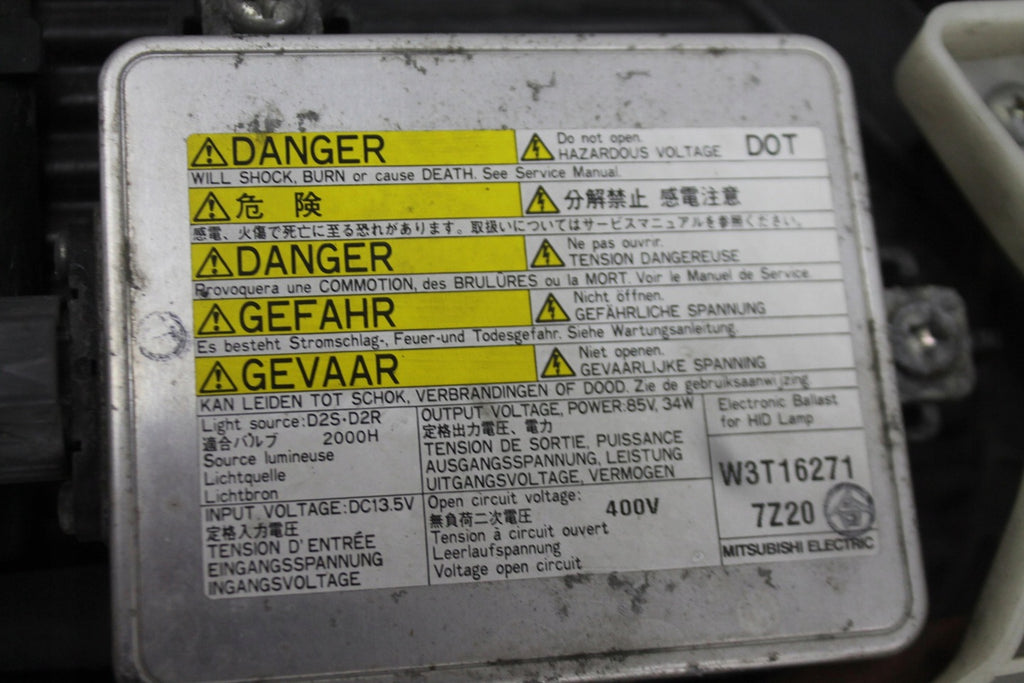 DANGER
Do not open.
HAZARDOUS VOLTAGE DOT
WILL SHOCK, BURN or cause DEATH. See Service Manual.
危 険
分解禁止 感電注意
感電、火傷で死亡に至る恐れがあります。取扱いについてはサービスマニュアルを参照ください。
DANGER
Ne pas ouvrir.
TENSION DANGEREUSE
Provoquera une COMMOTION, des BRULÛRES ou la MORT. Voir le Manuel de Service.
GEFAHR
Nicht öffnen.
GEFÄHRLICHE SPANNUNG
Es besteht Stromschlag-, Feuer-und Todesgefahr. Siehe Wartungsanleitung.
GEVAAR
Niet openen.
GEVAARLIJKE SPANNING
KAN LEIDEN TOT SCHOK, VERBRANDINGEN OF DOOD. Zie de gebruiksaanwijzing
Light source:D2S·D2R
適合バルブ 2000H
Source lumineuse
Lichtquelle
Lichtbron
OUTPUT VOLTAGE, POWER:85V, 34W
定格出力電圧、電力
TENSION DE SORTIE, PUISSANCE
AUSGANGSSPANNUNG, LEISTUNG
UITGANGSVOLTAGE, VERMOGEN
Electronic Ballast
for HID Lamp
INPUT VOLTAGE:DC13.5V
定格入力電圧
TENSION D'ENTRÉE
EINGANGSSPANNUNG
INGANGSVOLTAGE
Open circuit voltage:
無負荷二次電圧 400V
Tension à circuit ouvert
Leerlaufspannung
Voltage open circuit
W3T16271
7Z20
MITSUBISHI ELECTRIC